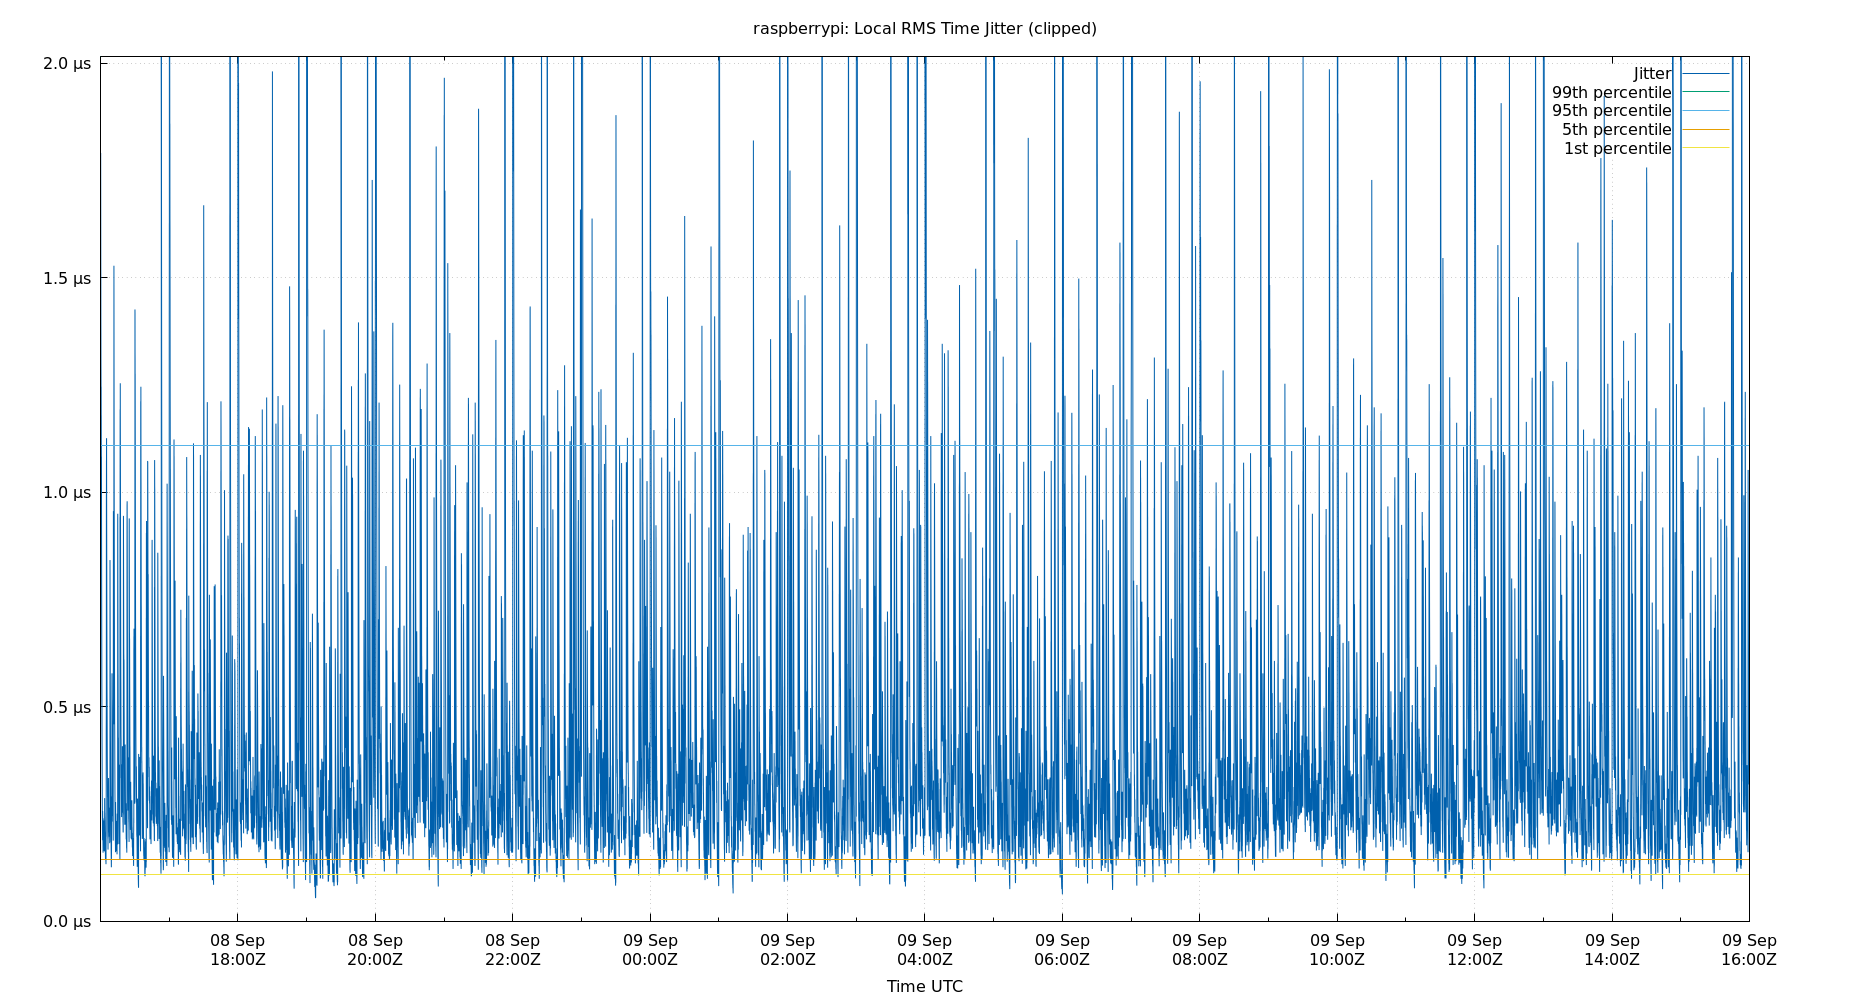 raspberrypi: Local RMS Time Jitter (clipped)
2.0 µs
1.5 µs
1.0 µs
0.5 µs
0.0 µs
Jitter
99th percentile
95th percentile
5th percentile
1st percentile
08 Sep 18:00Z
08 Sep 20:00Z
08 Sep 22:00Z
09 Sep 00:00Z
09 Sep 02:00Z
09 Sep 04:00Z
09 Sep 06:00Z
09 Sep 08:00Z
09 Sep 10:00Z
09 Sep 12:00Z
09 Sep 14:00Z
09 Sep 16:00Z
Time UTC